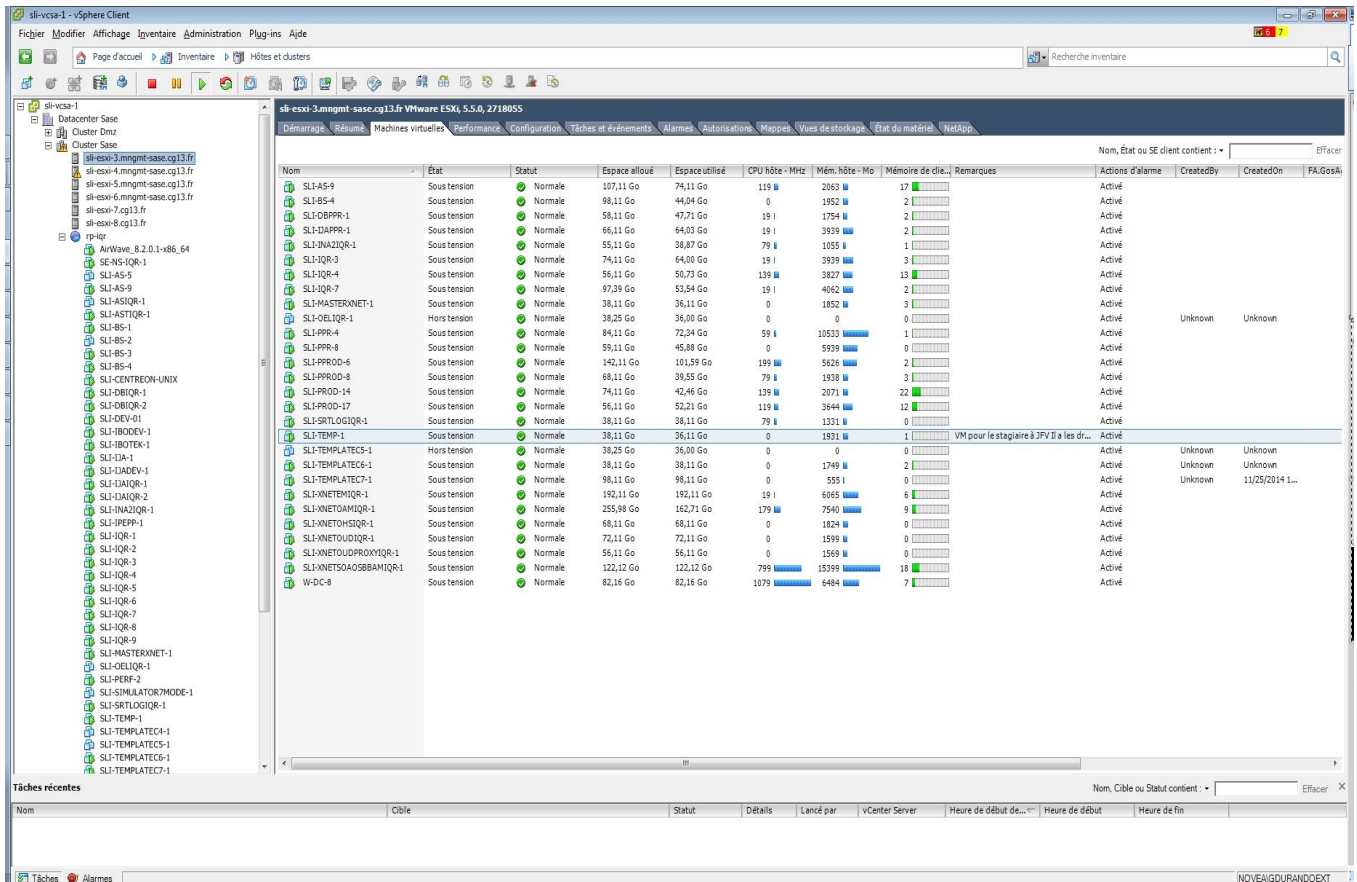 sli-vcsa-1 - vSphere Client
Fichier Modifier Affichage Inventaire Administration Plug-ins Aide
6 7
Page d'accueil Inventaire Hôtes et clusters
Recherche inventaire
sli-vcsa-1
Datacenter Sase
Cluster Dmz
Cluster Sase
sli-esxi-3.mngmt-sase.cg13.fr
sli-esxi-4.mngmt-sase.cg13.fr
sli-esxi-5.mngmt-sase.cg13.fr
sli-esxi-6.mngmt-sase.cg13.fr
sli-esxi-7.cg13.fr
sli-esxi-8.cg13.fr
rp-iqr
AirWave_8.2.0.1-x86_64
SE-NS-IQR-1
SLI-AS-5
SLI-AS-9
SLI-ASIQR-1
SLI-ASTIQR-1
SLI-BS-1
SLI-BS-2
SLI-BS-3
SLI-BS-4
SLI-CENTREON-UNIX
SLI-DBIQR-1
SLI-DBIQR-2
SLI-DEV-01
SLI-IBODEV-1
SLI-IBOTEK-1
SLI-IJA-1
SLI-IJADEV-1
SLI-IJAIQR-1
SLI-IJAIQR-2
SLI-INA2IQR-1
SLI-IPEPP-1
SLI-IQR-1
SLI-IQR-2
SLI-IQR-3
SLI-IQR-4
SLI-IQR-5
SLI-IQR-6
SLI-IQR-7
SLI-IQR-8
SLI-IQR-9
SLI-MASTERXNET-1
SLI-OELIQR-1
SLI-PERF-2
SLI-SIMULATOR7MODE-1
SLI-SRTLOGIQR-1
SLI-TEMP-1
SLI-TEMPLATEC4-1
SLI-TEMPLATEC5-1
SLI-TEMPLATEC6-1
SLI-TEMPLATEC7-1
sli-esxi-3.mngmt-sase.cg13.fr VMware ESXi, 5.5.0, 2718055
Démarrage Résumé Machines virtuelles Performance Configuration Tâches et événements Alarmes Autorisations Mappes Vues de stockage État du matériel NetApp
Nom, État ou SE client contient : Effacer
Nom État Statut Espace alloué Espace utilisé CPU hôte - MHz Mém. hôte - Mo Mémoire de clie... Remarques Actions d'alarme CreatedBy CreatedOn FA.GosA
SLI-AS-9 Sous tension Normale 107,11 Go 74,11 Go 119 2063 17 Activé
SLI-BS-4 Sous tension Normale 98,11 Go 44,04 Go 0 1952 2 Activé
SLI-DBPPR-1 Sous tension Normale 58,11 Go 47,71 Go 19 1754 2 Activé
SLI-IJAPPR-1 Sous tension Normale 66,11 Go 64,03 Go 19 3939 2 Activé
SLI-INA2IQR-1 Sous tension Normale 55,11 Go 38,87 Go 79 1055 1 Activé
SLI-IQR-3 Sous tension Normale 74,11 Go 64,00 Go 19 3939 3 Activé
SLI-IQR-4 Sous tension Normale 56,11 Go 50,73 Go 139 3827 13 Activé
SLI-IQR-7 Sous tension Normale 97,39 Go 53,54 Go 19 4062 2 Activé
SLI-MASTERXNET-1 Sous tension Normale 38,11 Go 36,11 Go 0 1852 3 Activé
SLI-OELIQR-1 Hors tension Normale 38,25 Go 36,00 Go 0 0 0 Activé Unknown Unknown
SLI-PPR-4 Sous tension Normale 84,11 Go 72,34 Go 59 10533 1 Activé
SLI-PPR-8 Sous tension Normale 59,11 Go 45,88 Go 0 5939 0 Activé
SLI-PPROD-6 Sous tension Normale 142,11 Go 101,59 Go 199 5626 2 Activé
SLI-PPROD-8 Sous tension Normale 68,11 Go 39,55 Go 79 1938 3 Activé
SLI-PROD-14 Sous tension Normale 74,11 Go 42,46 Go 139 2071 22 Activé
SLI-PROD-17 Sous tension Normale 56,11 Go 52,21 Go 119 3644 12 Activé
SLI-SRTLOGIQR-1 Sous tension Normale 38,11 Go 38,11 Go 79 1331 0 Activé
SLI-TEMP-1 Sous tension Normale 38,11 Go 36,11 Go 0 1931 1 VM pour le stagiaire à JFV Il a les dr... Activé
SLI-TEMPLATEC5-1 Hors tension Normale 38,25 Go 36,00 Go 0 0 0 Activé Unknown Unknown
SLI-TEMPLATEC6-1 Sous tension Normale 38,11 Go 38,11 Go 0 1749 2 Activé Unknown Unknown
SLI-TEMPLATEC7-1 Sous tension Normale 98,11 Go 98,11 Go 0 555 0 Activé Unknown 11/25/2014 1...
SLI-XNETEMIQR-1 Sous tension Normale 192,11 Go 192,11 Go 19 6065 6 Activé
SLI-XNETOAMIQR-1 Sous tension Normale 255,98 Go 162,71 Go 179 7540 9 Activé
SLI-XNETOHSIQR-1 Sous tension Normale 68,11 Go 68,11 Go 0 1824 0 Activé
SLI-XNETOUDIQR-1 Sous tension Normale 72,11 Go 72,11 Go 0 1599 0 Activé
SLI-XNETOUDPROXYIQR-1 Sous tension Normale 56,11 Go 56,11 Go 0 1569 0 Activé
SLI-XNETSOAOSBBAMIQR-1 Sous tension Normale 122,12 Go 122,12 Go 799 15399 18 Activé
W-DC-8 Sous tension Normale 82,16 Go 82,16 Go 1079 6484 7 Activé
Tâches récentes Nom, Cible ou Statut contient : Effacer
Nom Cible Statut Détails Lancé par vCenter Server Heure de début de... Heure de début Heure de fin
Tâches Alarmes NOVEA\GDURANDOEXT